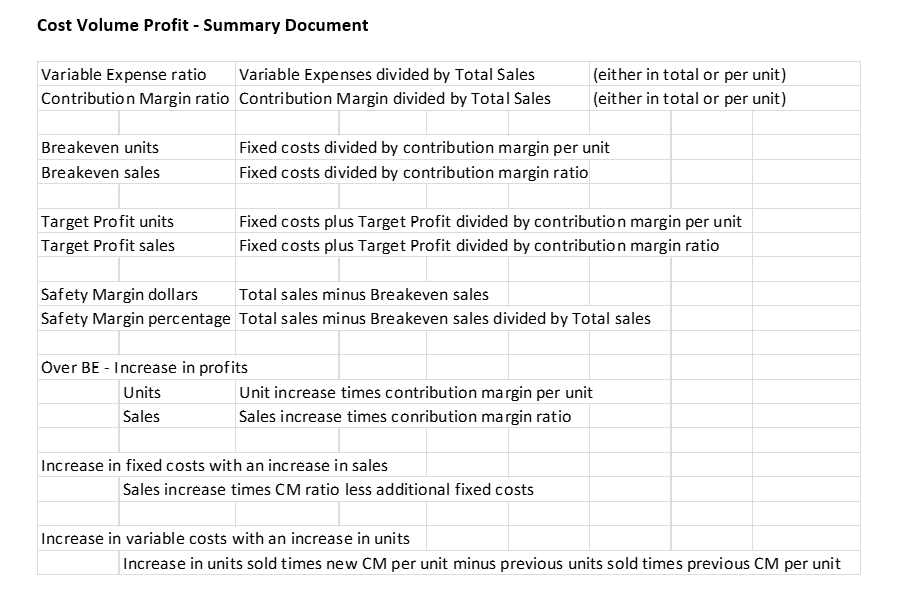 Cost Volume Profit - Summary Document
Variable Expense ratio Variable Expenses divided by Total Sales (either in total or per unit)
Contribution Margin ratio Contribution Margin divided by Total Sales (either in total or per unit)
Breakeven units Fixed costs divided by contribution margin per unit
Breakeven sales Fixed costs divided by contribution margin ratio
Target Profit units Fixed costs plus Target Profit divided by contribution margin per unit
Target Profit sales Fixed costs plus Target Profit divided by contribution margin ratio
Safety Margin dollars Total sales minus Breakeven sales
Safety Margin percentage Total sales minus Breakeven sales divided by Total sales
Over BE - Increase in profits
Units Unit increase times contribution margin per unit
Sales Sales increase times conribution margin ratio
Increase in fixed costs with an increase in sales
Sales increase times CM ratio less additional fixed costs
Increase in variable costs with an increase in units
Increase in units sold times new CM per unit minus previous units sold times previous CM per unit